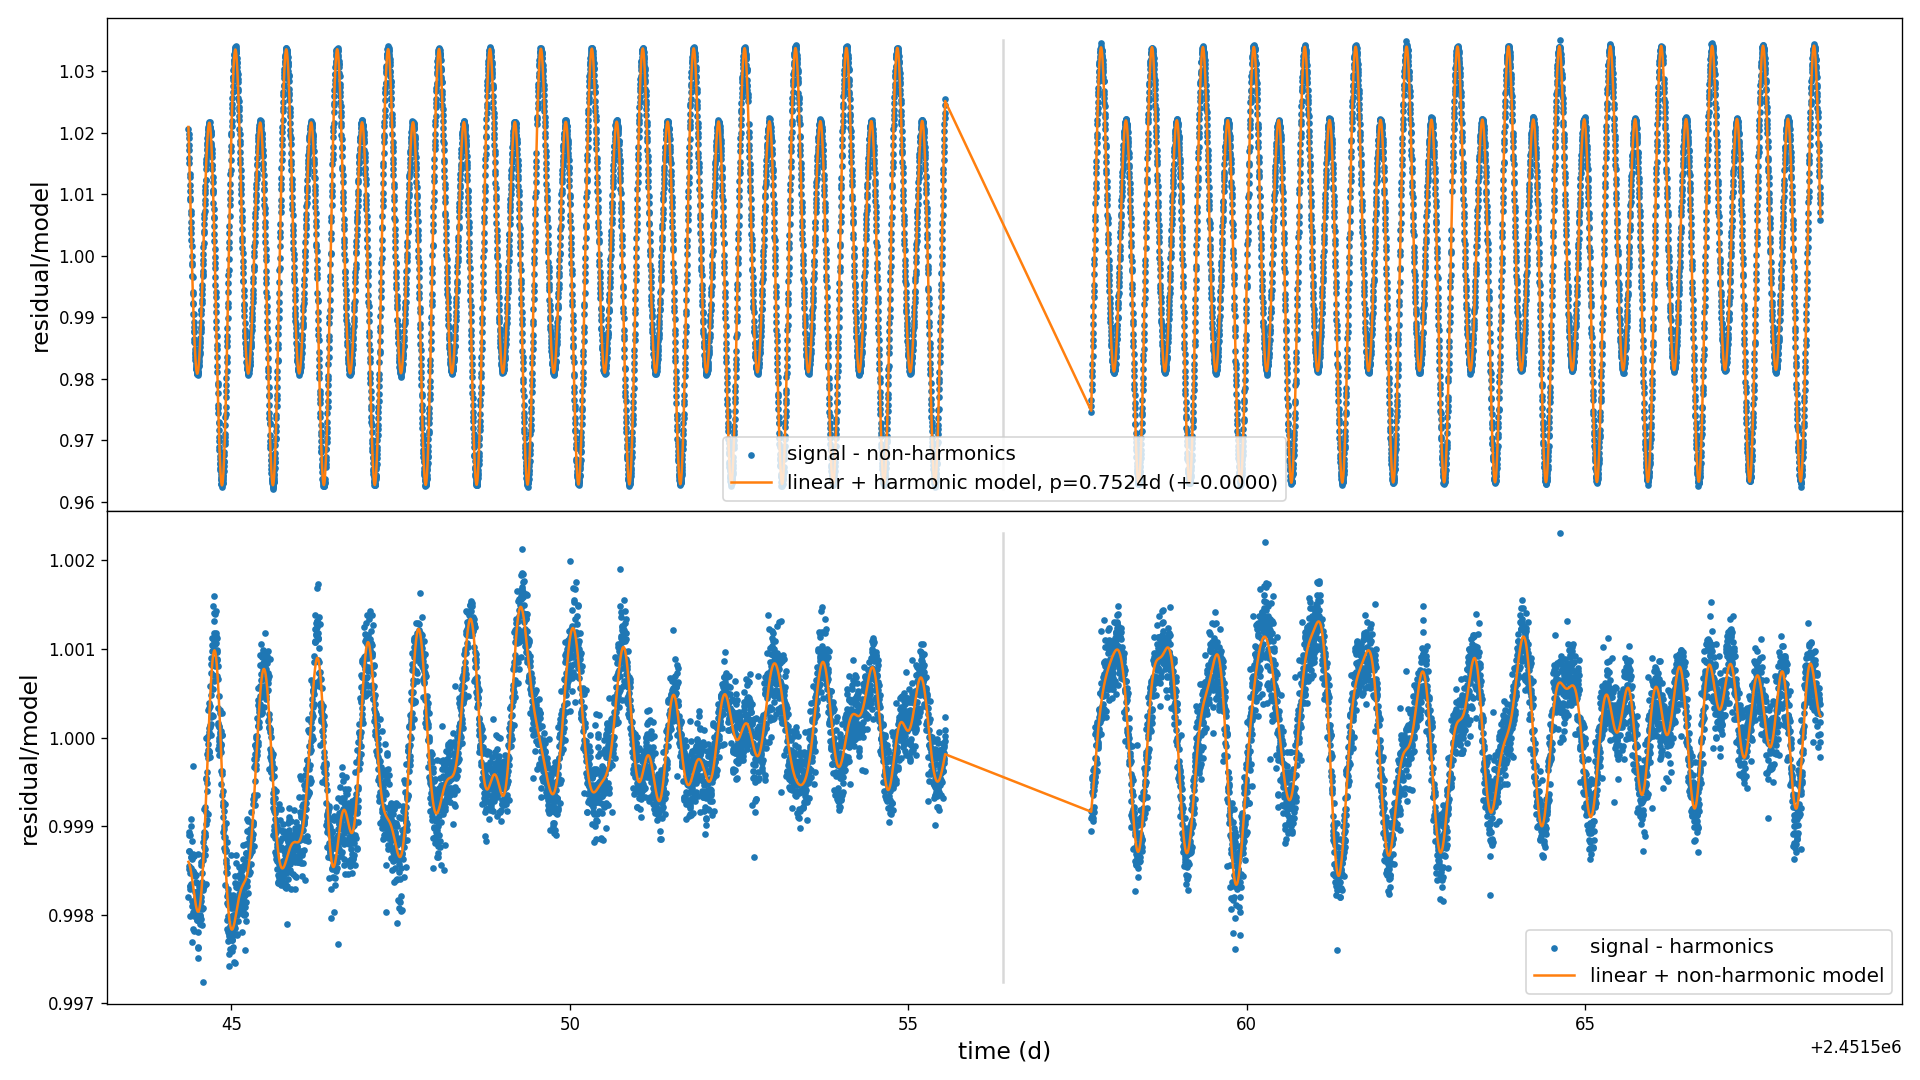 1.03
1.02
1.01
1.00
0.99
0.98
0.97
0.96
residual/model
signal - non-harmonics
linear + harmonic model, p=0.7524d (+-0.0000)
1.002
1.001
1.000
0.999
0.998
0.997
residual/model
signal - harmonics
linear + non-harmonic model
45
50
55
60
65
time (d)
+2.4515e6